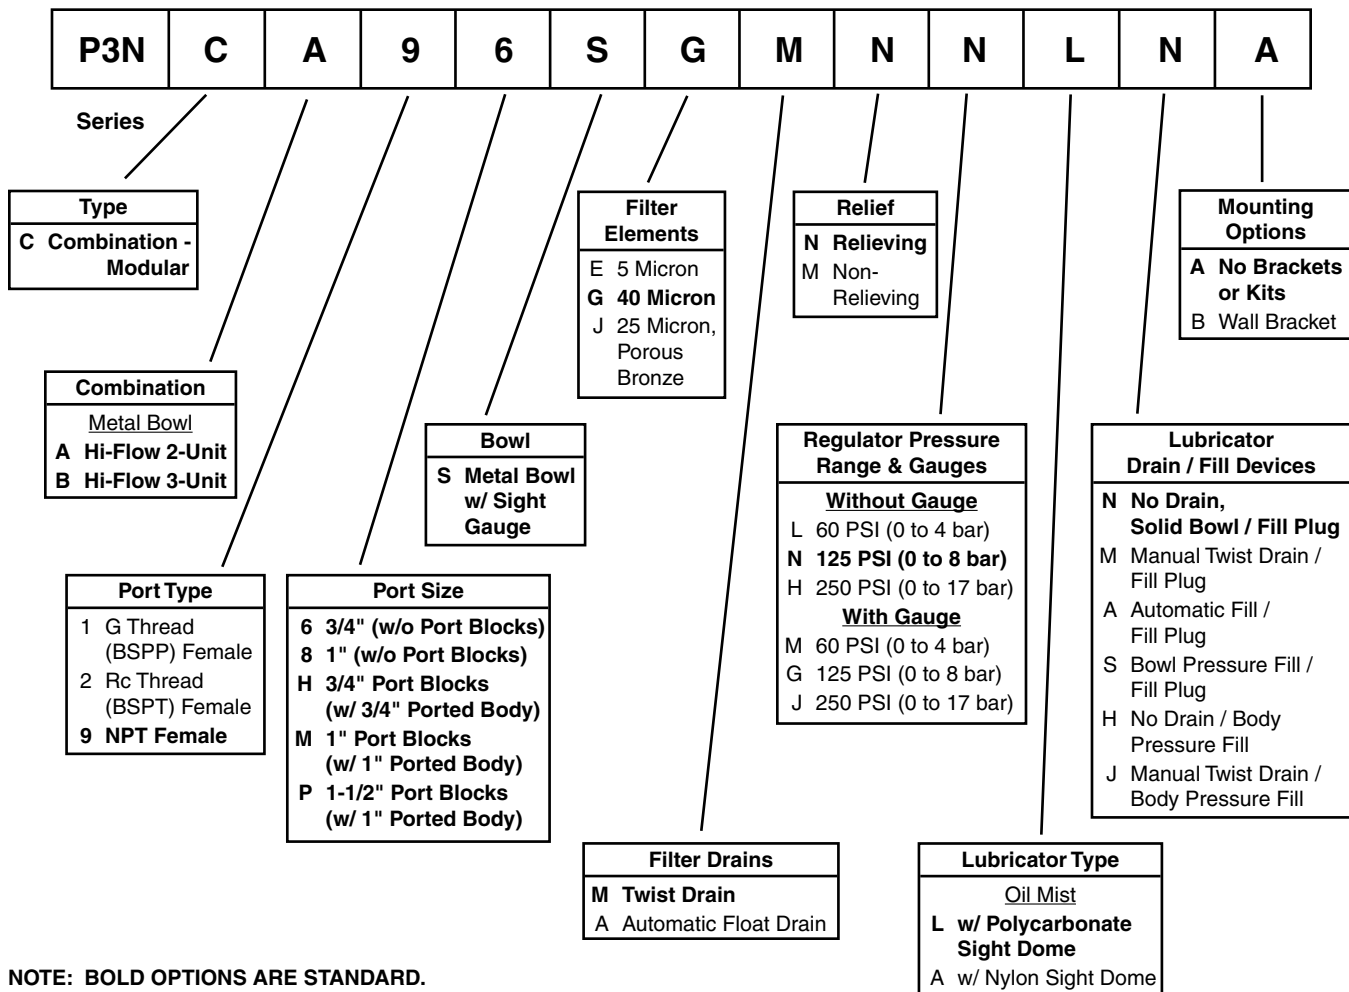 P3N C A 9 6 S G M N N L N A
Series
Type
C Combination -
Modular
Combination
Metal Bowl
A Hi-Flow 2-Unit
B Hi-Flow 3-Unit
Port Type
1 G Thread
(BSPP) Female
2 Rc Thread
(BSPT) Female
9 NPT Female
Port Size
6 3/4" (w/o Port Blocks)
8 1" (w/o Port Blocks)
H 3/4" Port Blocks
(w/ 3/4" Ported Body)
M 1" Port Blocks
(w/ 1" Ported Body)
P 1-1/2" Port Blocks
(w/ 1" Ported Body)
Bowl
S Metal Bowl
w/ Sight
Gauge
Filter
Elements
E 5 Micron
G 40 Micron
J 25 Micron,
Porous
Bronze
Filter Drains
M Twist Drain
A Automatic Float Drain
Relief
N Relieving
M Non-
Relieving
Regulator Pressure
Range & Gauges
Without Gauge
L 60 PSI (0 to 4 bar)
N 125 PSI (0 to 8 bar)
H 250 PSI (0 to 17 bar)
With Gauge
M 60 PSI (0 to 4 bar)
G 125 PSI (0 to 8 bar)
J 250 PSI (0 to 17 bar)
Lubricator Type
Oil Mist
L w/ Polycarbonate
Sight Dome
A w/ Nylon Sight Dome
Lubricator
Drain / Fill Devices
N No Drain,
Solid Bowl / Fill Plug
M Manual Twist Drain /
Fill Plug
A Automatic Fill /
Fill Plug
S Bowl Pressure Fill /
Fill Plug
H No Drain / Body
Pressure Fill
J Manual Twist Drain /
Body Pressure Fill
Mounting
Options
A No Brackets
or Kits
B Wall Bracket
NOTE: BOLD OPTIONS ARE STANDARD.